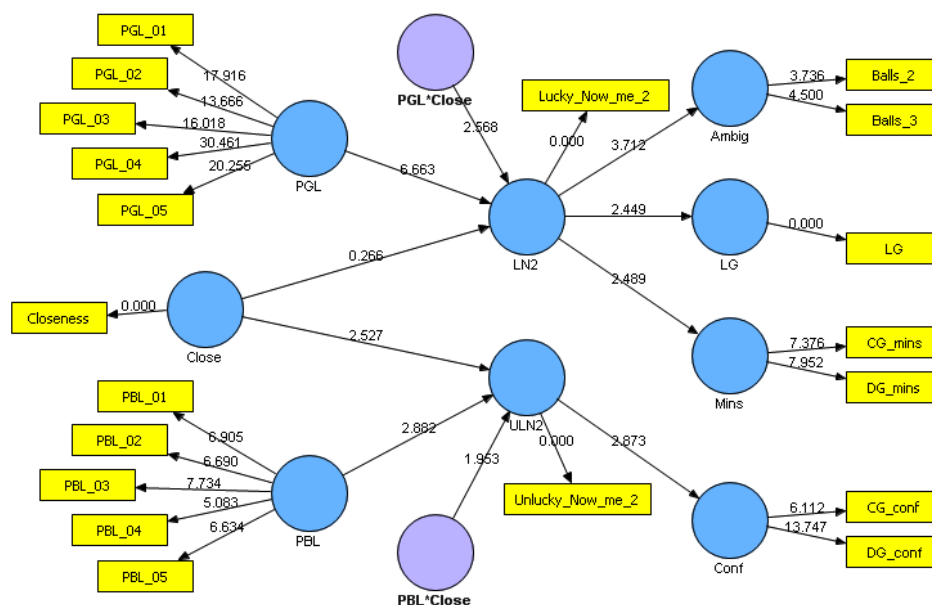 PGL_01
PGL_02
PGL_03
PGL_04
PGL_05
17.916
13.666
16.018
30.461
20.255
PGL
PGL*Close
2.568
6.663
Lucky_Now_me_2
0.000
3.712
LN2
Ambig
3.736
4.500
Balls_2
Balls_3
2.449
LG
0.000
LG
2.489
Mins
7.376
7.952
CG_mins
DG_mins
Closeness
0.000
Close
0.266
2.527
PBL_01
PBL_02
PBL_03
PBL_04
PBL_05
6.905
6.690
7.734
5.083
6.634
PBL
2.882
ULN2
1.953
PBL*Close
0.000
Unlucky_Now_me_2
2.873
Conf
6.112
13.747
CG_conf
DG_conf